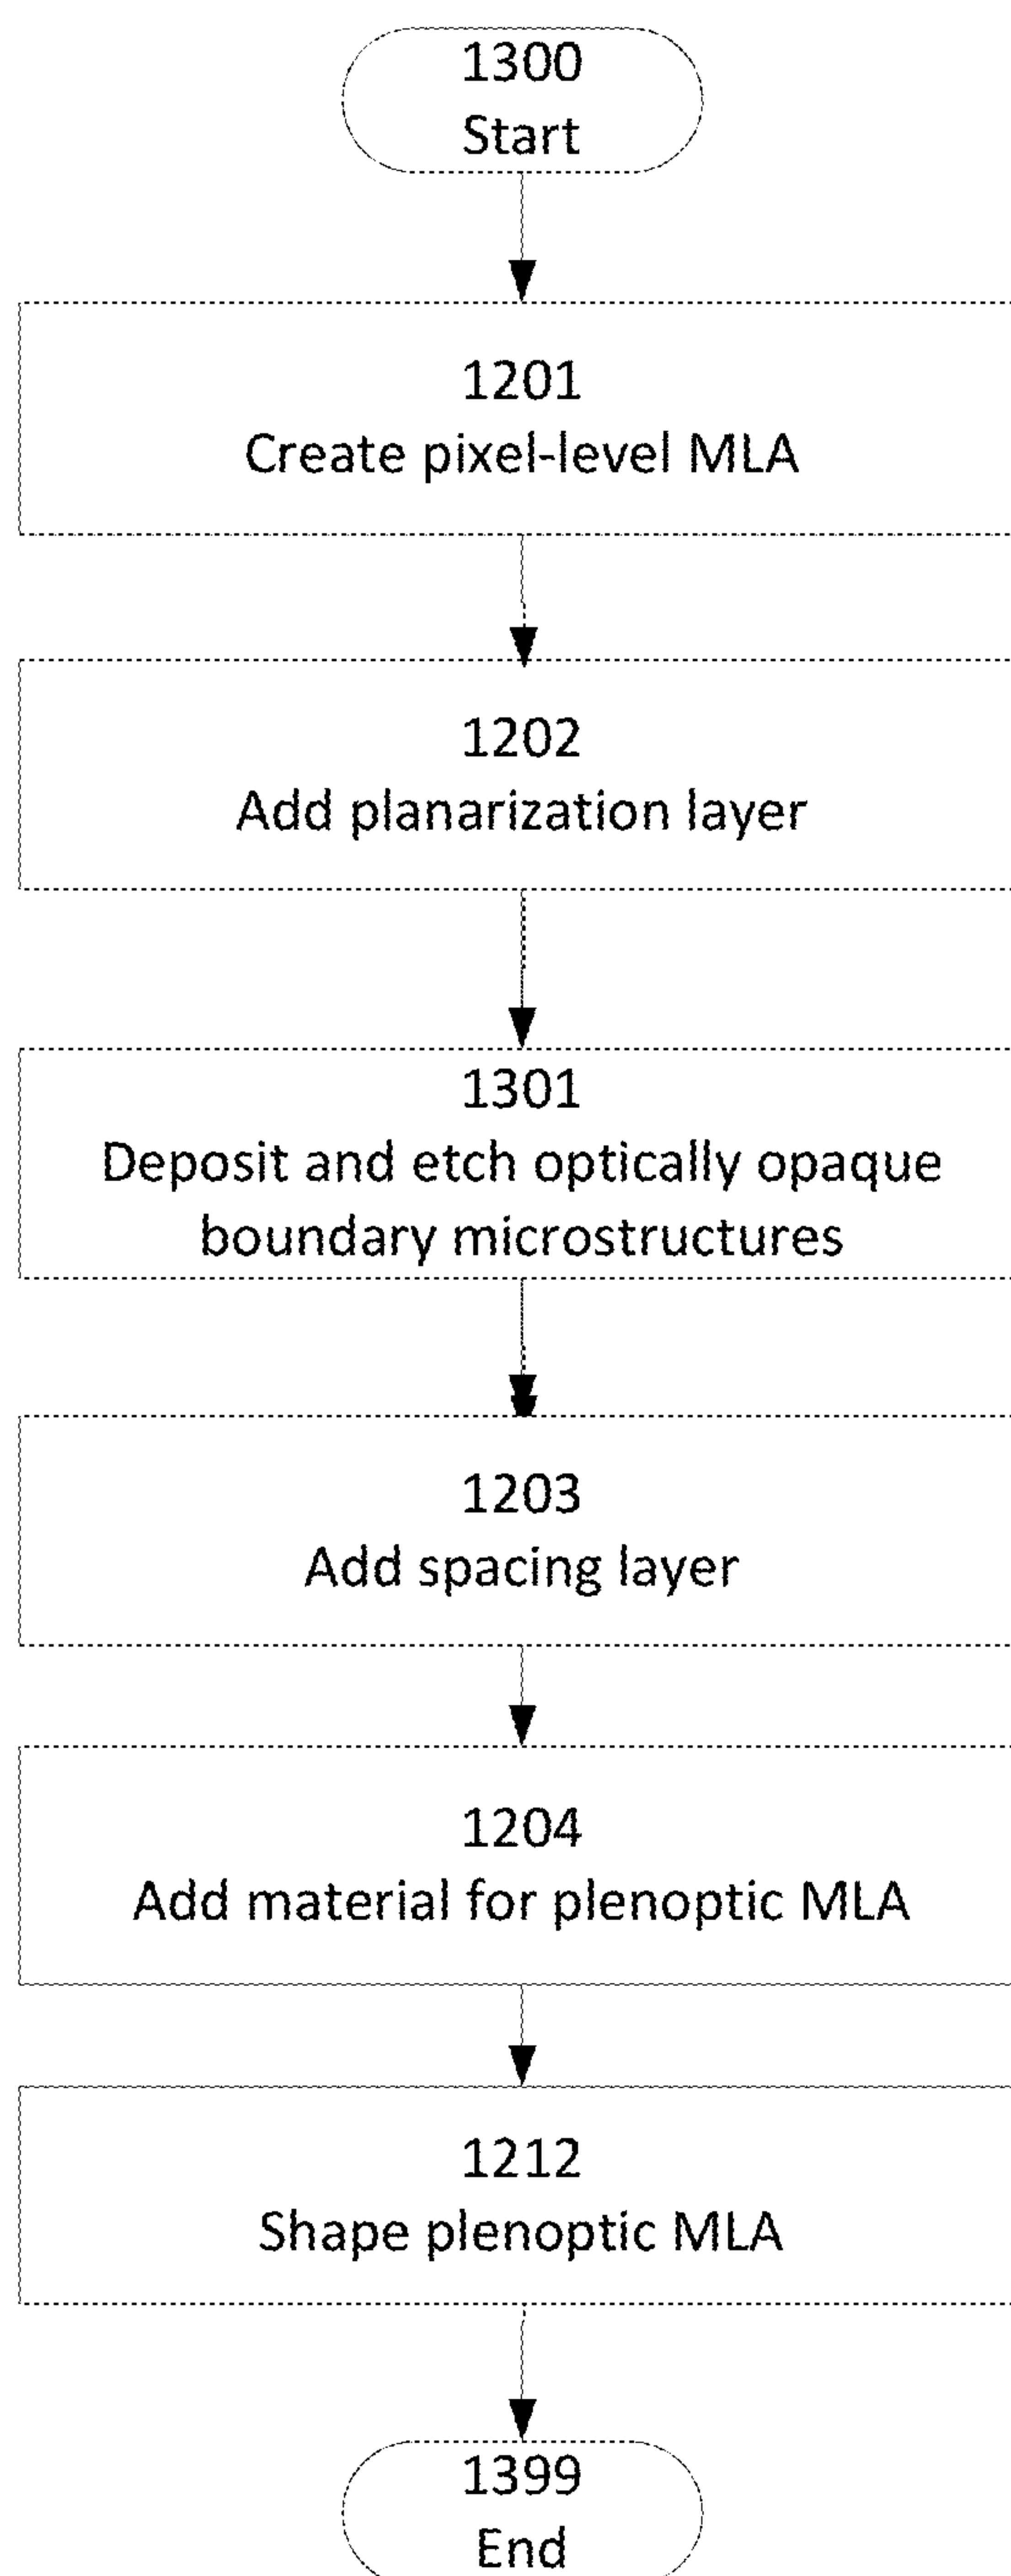 1300
Start
1201
Create pixel-level MLA
1202
Add planarization layer
1301
Deposit and etch optically opaque
boundary microstructures
1203
Add spacing layer
1204
Add material for plenoptic MLA
1212
Shape plenoptic MLA
1399
End